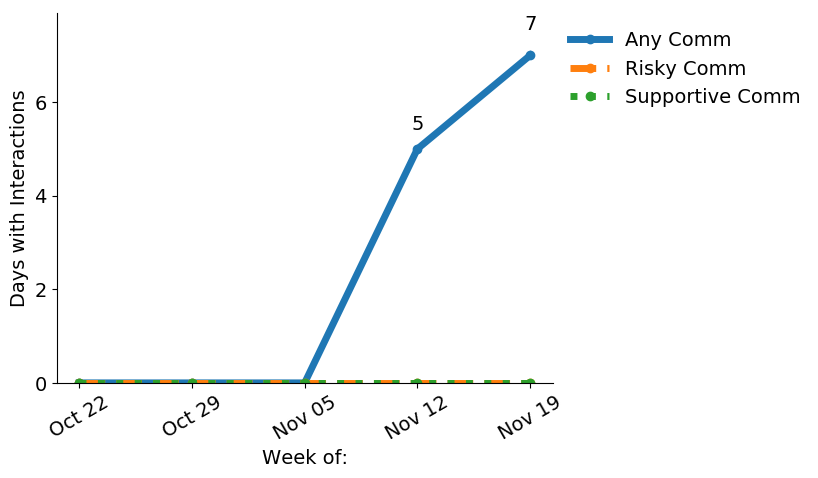 7
Any Comm
Risky Comm
Supportive Comm
5
Days with Interactions
6
4
2
0
Oct 22
Oct 29
Nov 05
Nov 12
Nov 19
Week of: